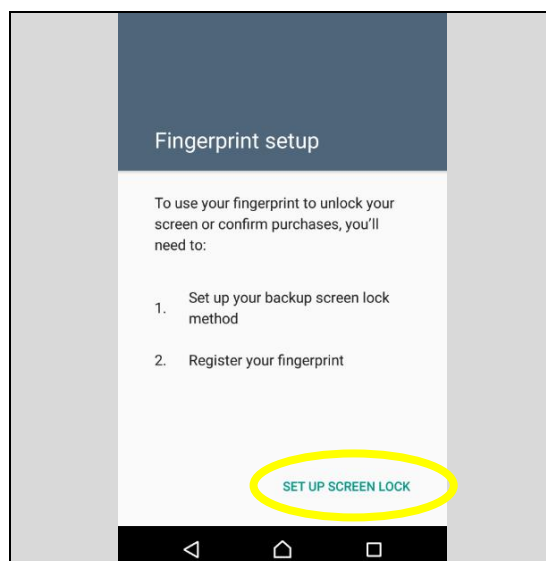 Fingerprint setup
To use your fingerprint to unlock your
screen or confirm purchases, you'll
need to:
1. Set up your backup screen lock
method
2. Register your fingerprint
SET UP SCREEN LOCK